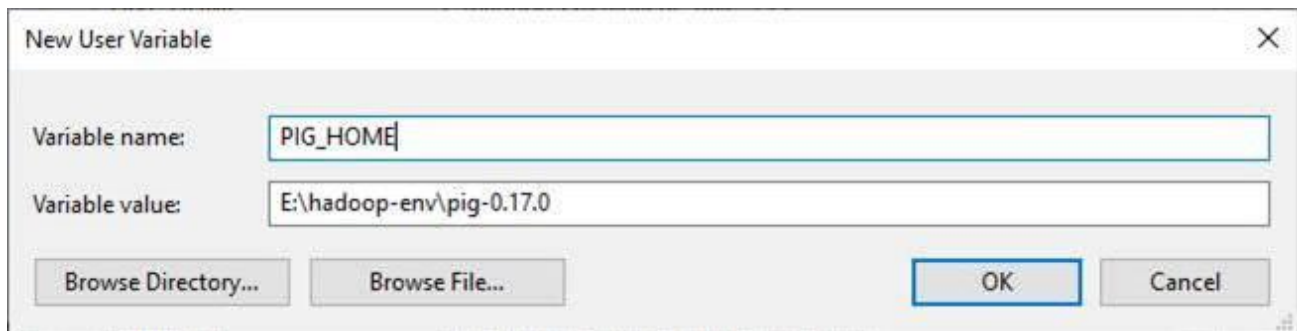 New User Variable
Variable name: PIG_HOME
Variable value: E:\hadoop-env\pig-0.17.0
Browse Directory... Browse File... OK Cancel